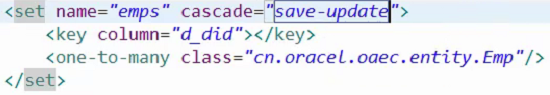 <set name="emps" cascade="save-update">
<key column="d_did"></key>
<one-to-many class="cn.oracel.oaec.entity.Emp"/>
</set>